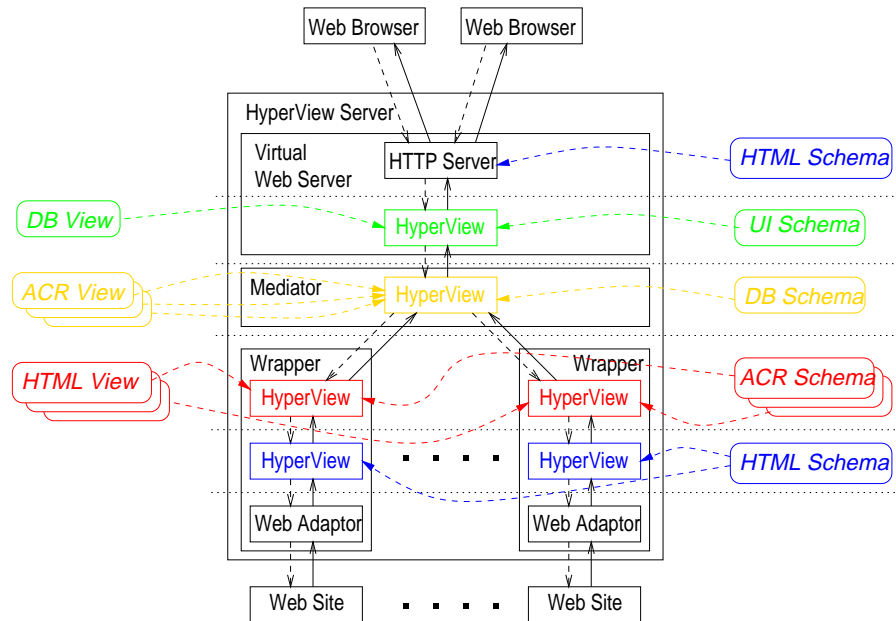 Web Browser
Web Browser
HyperView Server
Virtual
Web Server
HTTP Server
HTML Schema
DB View
HyperView
UI Schema
ACR View
Mediator
HyperView
DB Schema
Wrapper
Wrapper
HTML View
HyperView
HyperView
ACR Schema
HyperView
HyperView
HTML Schema
Web Adaptor
Web Adaptor
Web Site
Web Site